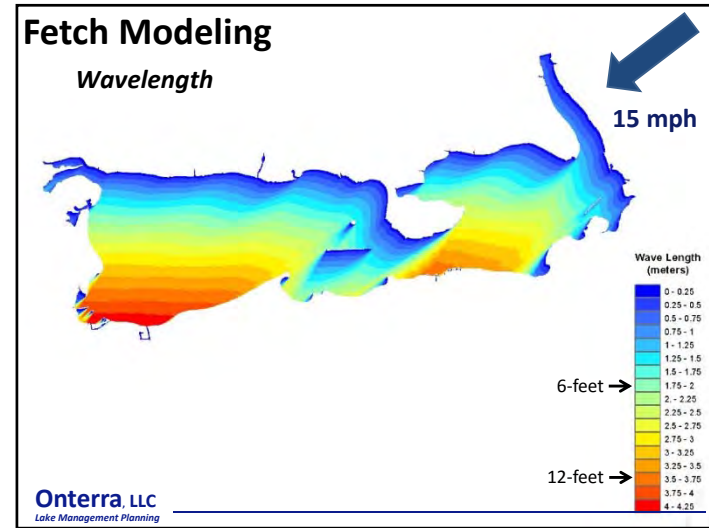 Fetch Modeling
Wavelength
15 mph
Wave Length
(meters)
0 - 0.25
0.25 - 0.5
0.5 - 0.75
0.75 - 1
1 - 1.25
1.25 - 1.5
1.5 - 1.75
6-feet
1.75 - 2
2. - 2.25
2.25 - 2.5
2.5 - 2.75
2.75 - 3
3 - 3.25
3.25 - 3.5
12-feet
3.5 - 3.75
3.75 - 4
4 - 4.25
Onterra, LLC
Lake Management Planning